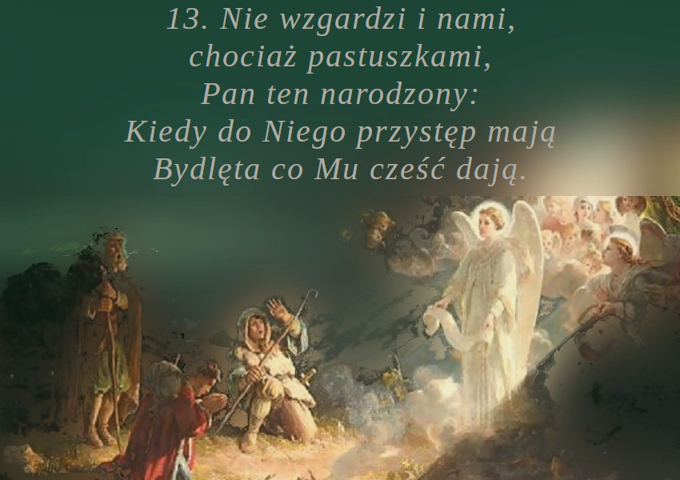 13. Nie wzgardzi i nami,
chociaż pastuszkami,
Pan ten narodzony:
Kiedy do Niego przystęp mają
Bydlęta co Mu cześć dają.